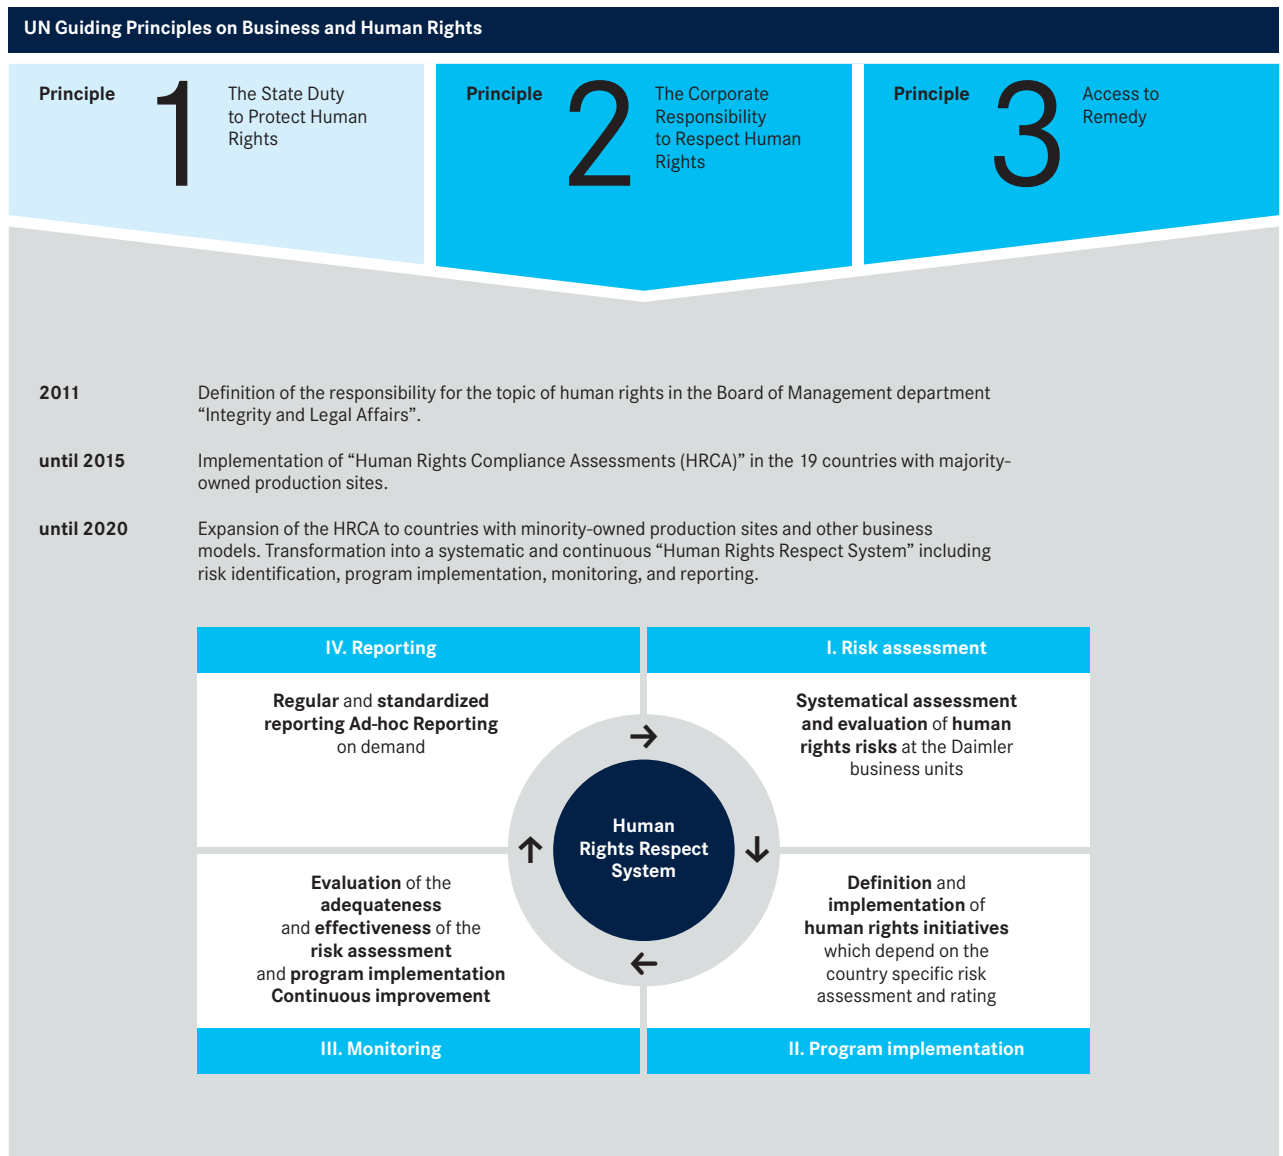 UN Guiding Principles on Business and Human Rights
Principle
1
The State Duty
to Protect Human
Rights
Principle
2
The Corporate
Responsibility
to Respect Human
Rights
Principle
3
Access to
Remedy
2011
Definition of the responsibility for the topic of human rights in the Board of Management department
“Integrity and Legal Affairs”.
until 2015
Implementation of “Human Rights Compliance Assessments (HRCA)” in the 19 countries with majority-
owned production sites.
until 2020
Expansion of the HRCA to countries with minority-owned production sites and other business
models. Transformation into a systematic and continuous “Human Rights Respect System” including
risk identification, program implementation, monitoring, and reporting.
IV. Reporting
Regular and standardized
reporting Ad-hoc Reporting
on demand
I. Risk assessment
Systematical assessment
and evaluation of human
rights risks at the Daimler
business units
Human
Rights Respect
System
Evaluation of the
adequateness
and effectiveness of the
risk assessment
and program implementation
Continuous improvement
III. Monitoring
Definition and
implementation of
human rights initiatives
which depend on the
country specific risk
assessment and rating
II. Program implementation